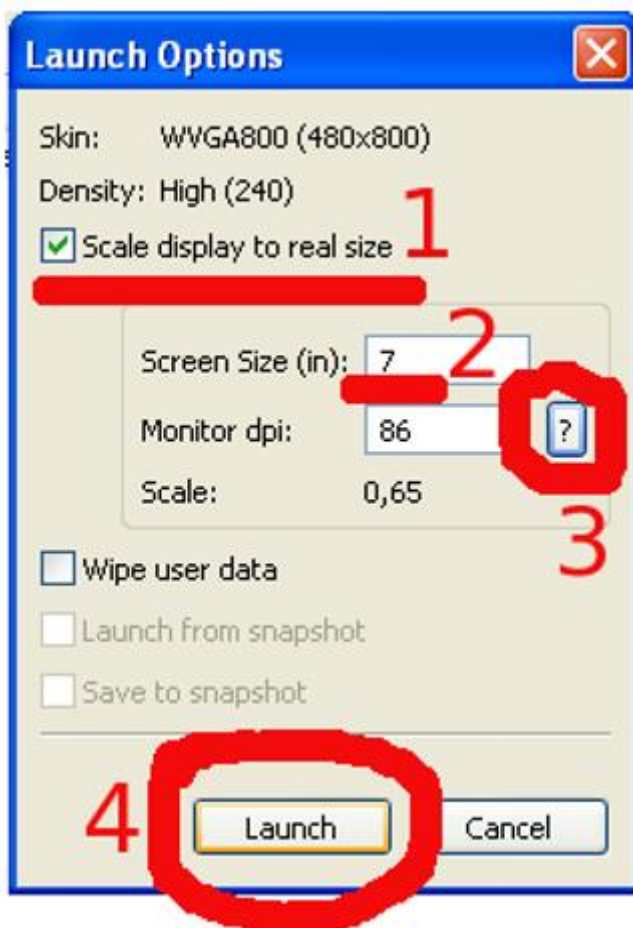 Launch Options
Skin: WVGA800 (480x800)
Density: High (240)
Scale display to real size 1
Screen Size (in): 7 2
Monitor dpi: 86 ?
Scale: 0,65 3
Wipe user data
Launch from snapshot
Save to snapshot
4 Launch Cancel